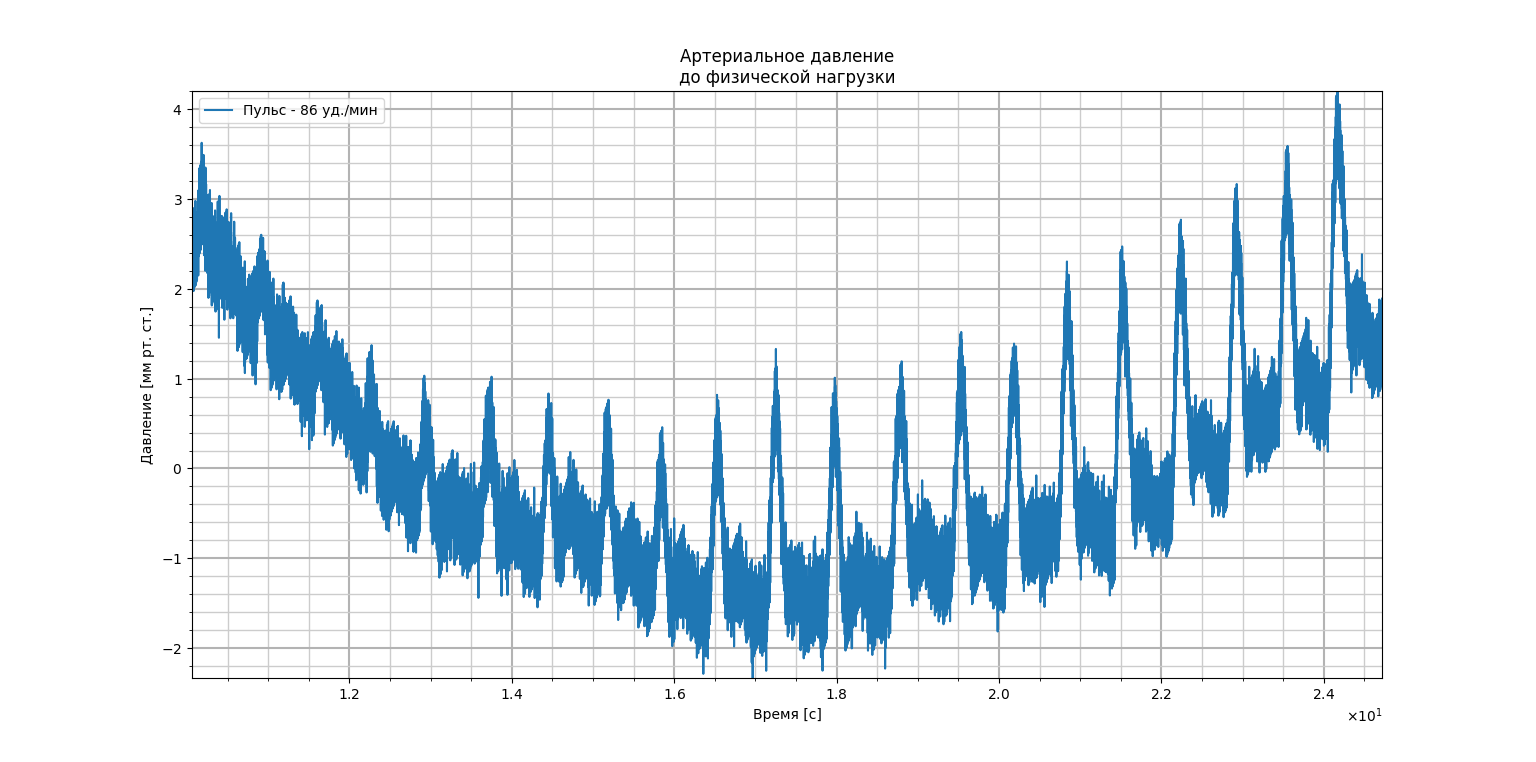 Артериальное давление
до физической нагрузки
Пульс - 86 уд./мин
Давление [мм рт. ст.]
4
3
2
1
0
−1
−2
1.2 1.4 1.6 1.8 2.0 2.2 2.4
Время [с]
×10¹